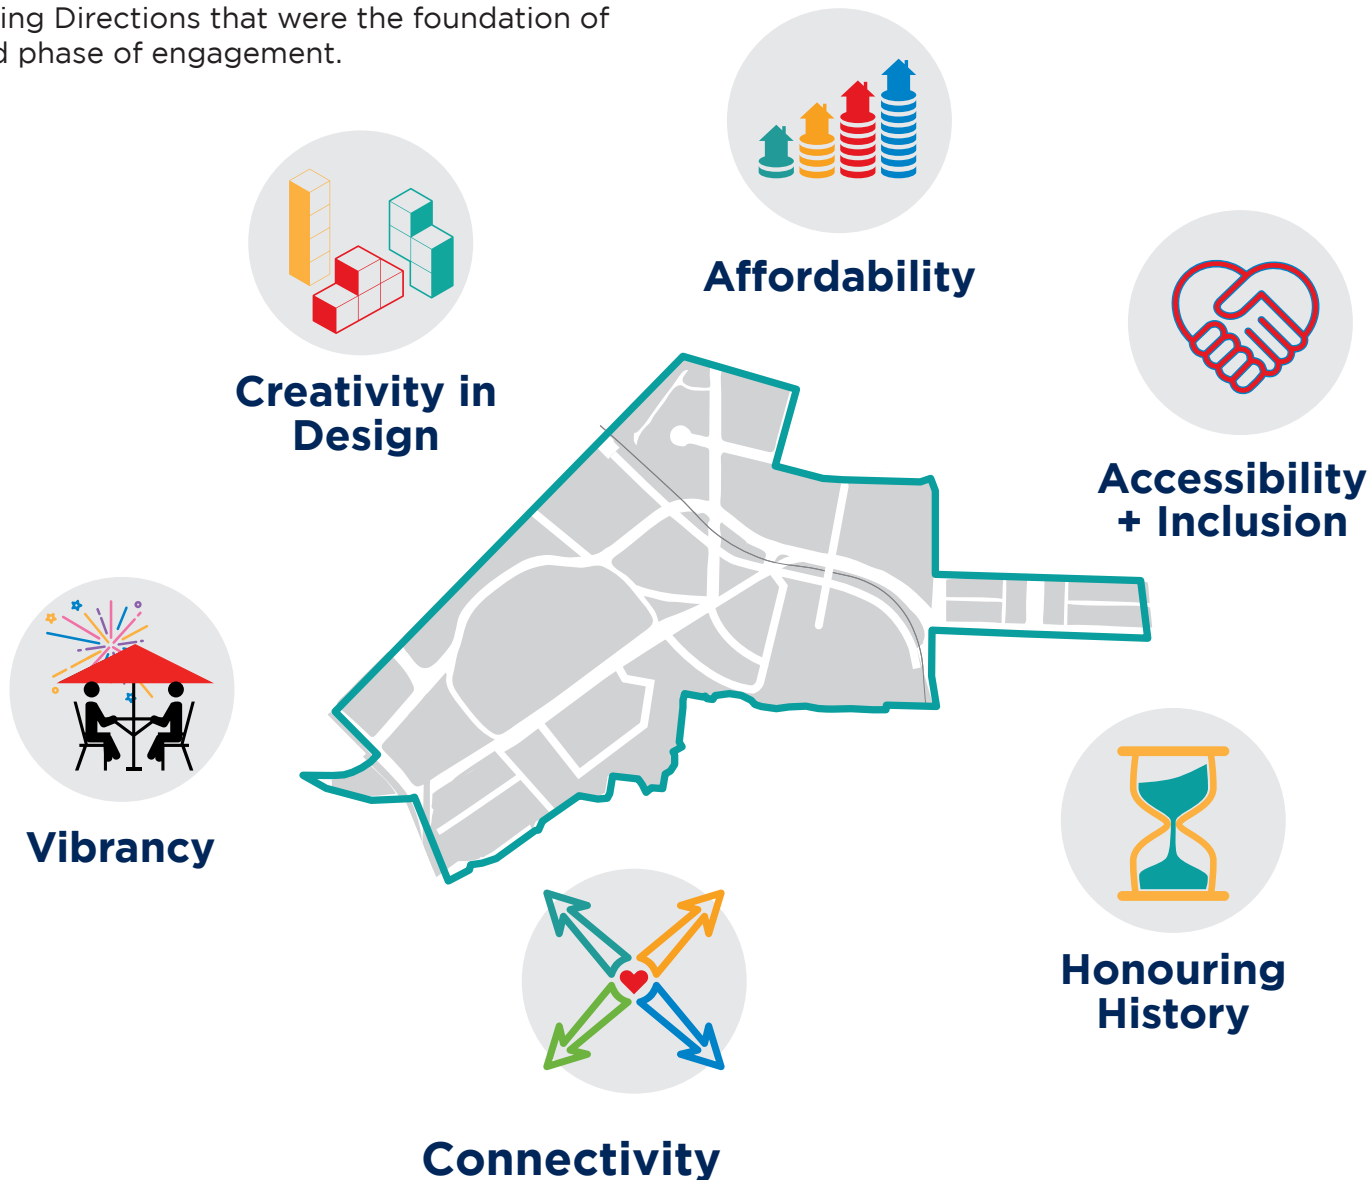 ing Directions that were the foundation of
d phase of engagement.
Affordability
Creativity in
Design
Accessibility
+ Inclusion
Vibrancy
Honouring
History
Connectivity